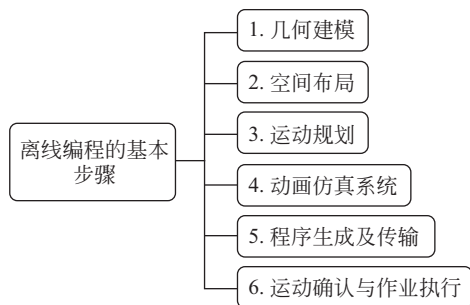 离线编程的基本
步骤
1. 几何建模
2. 空间布局
3. 运动规划
4. 动画仿真系统
5. 程序生成及传输
6. 运动确认与作业执行